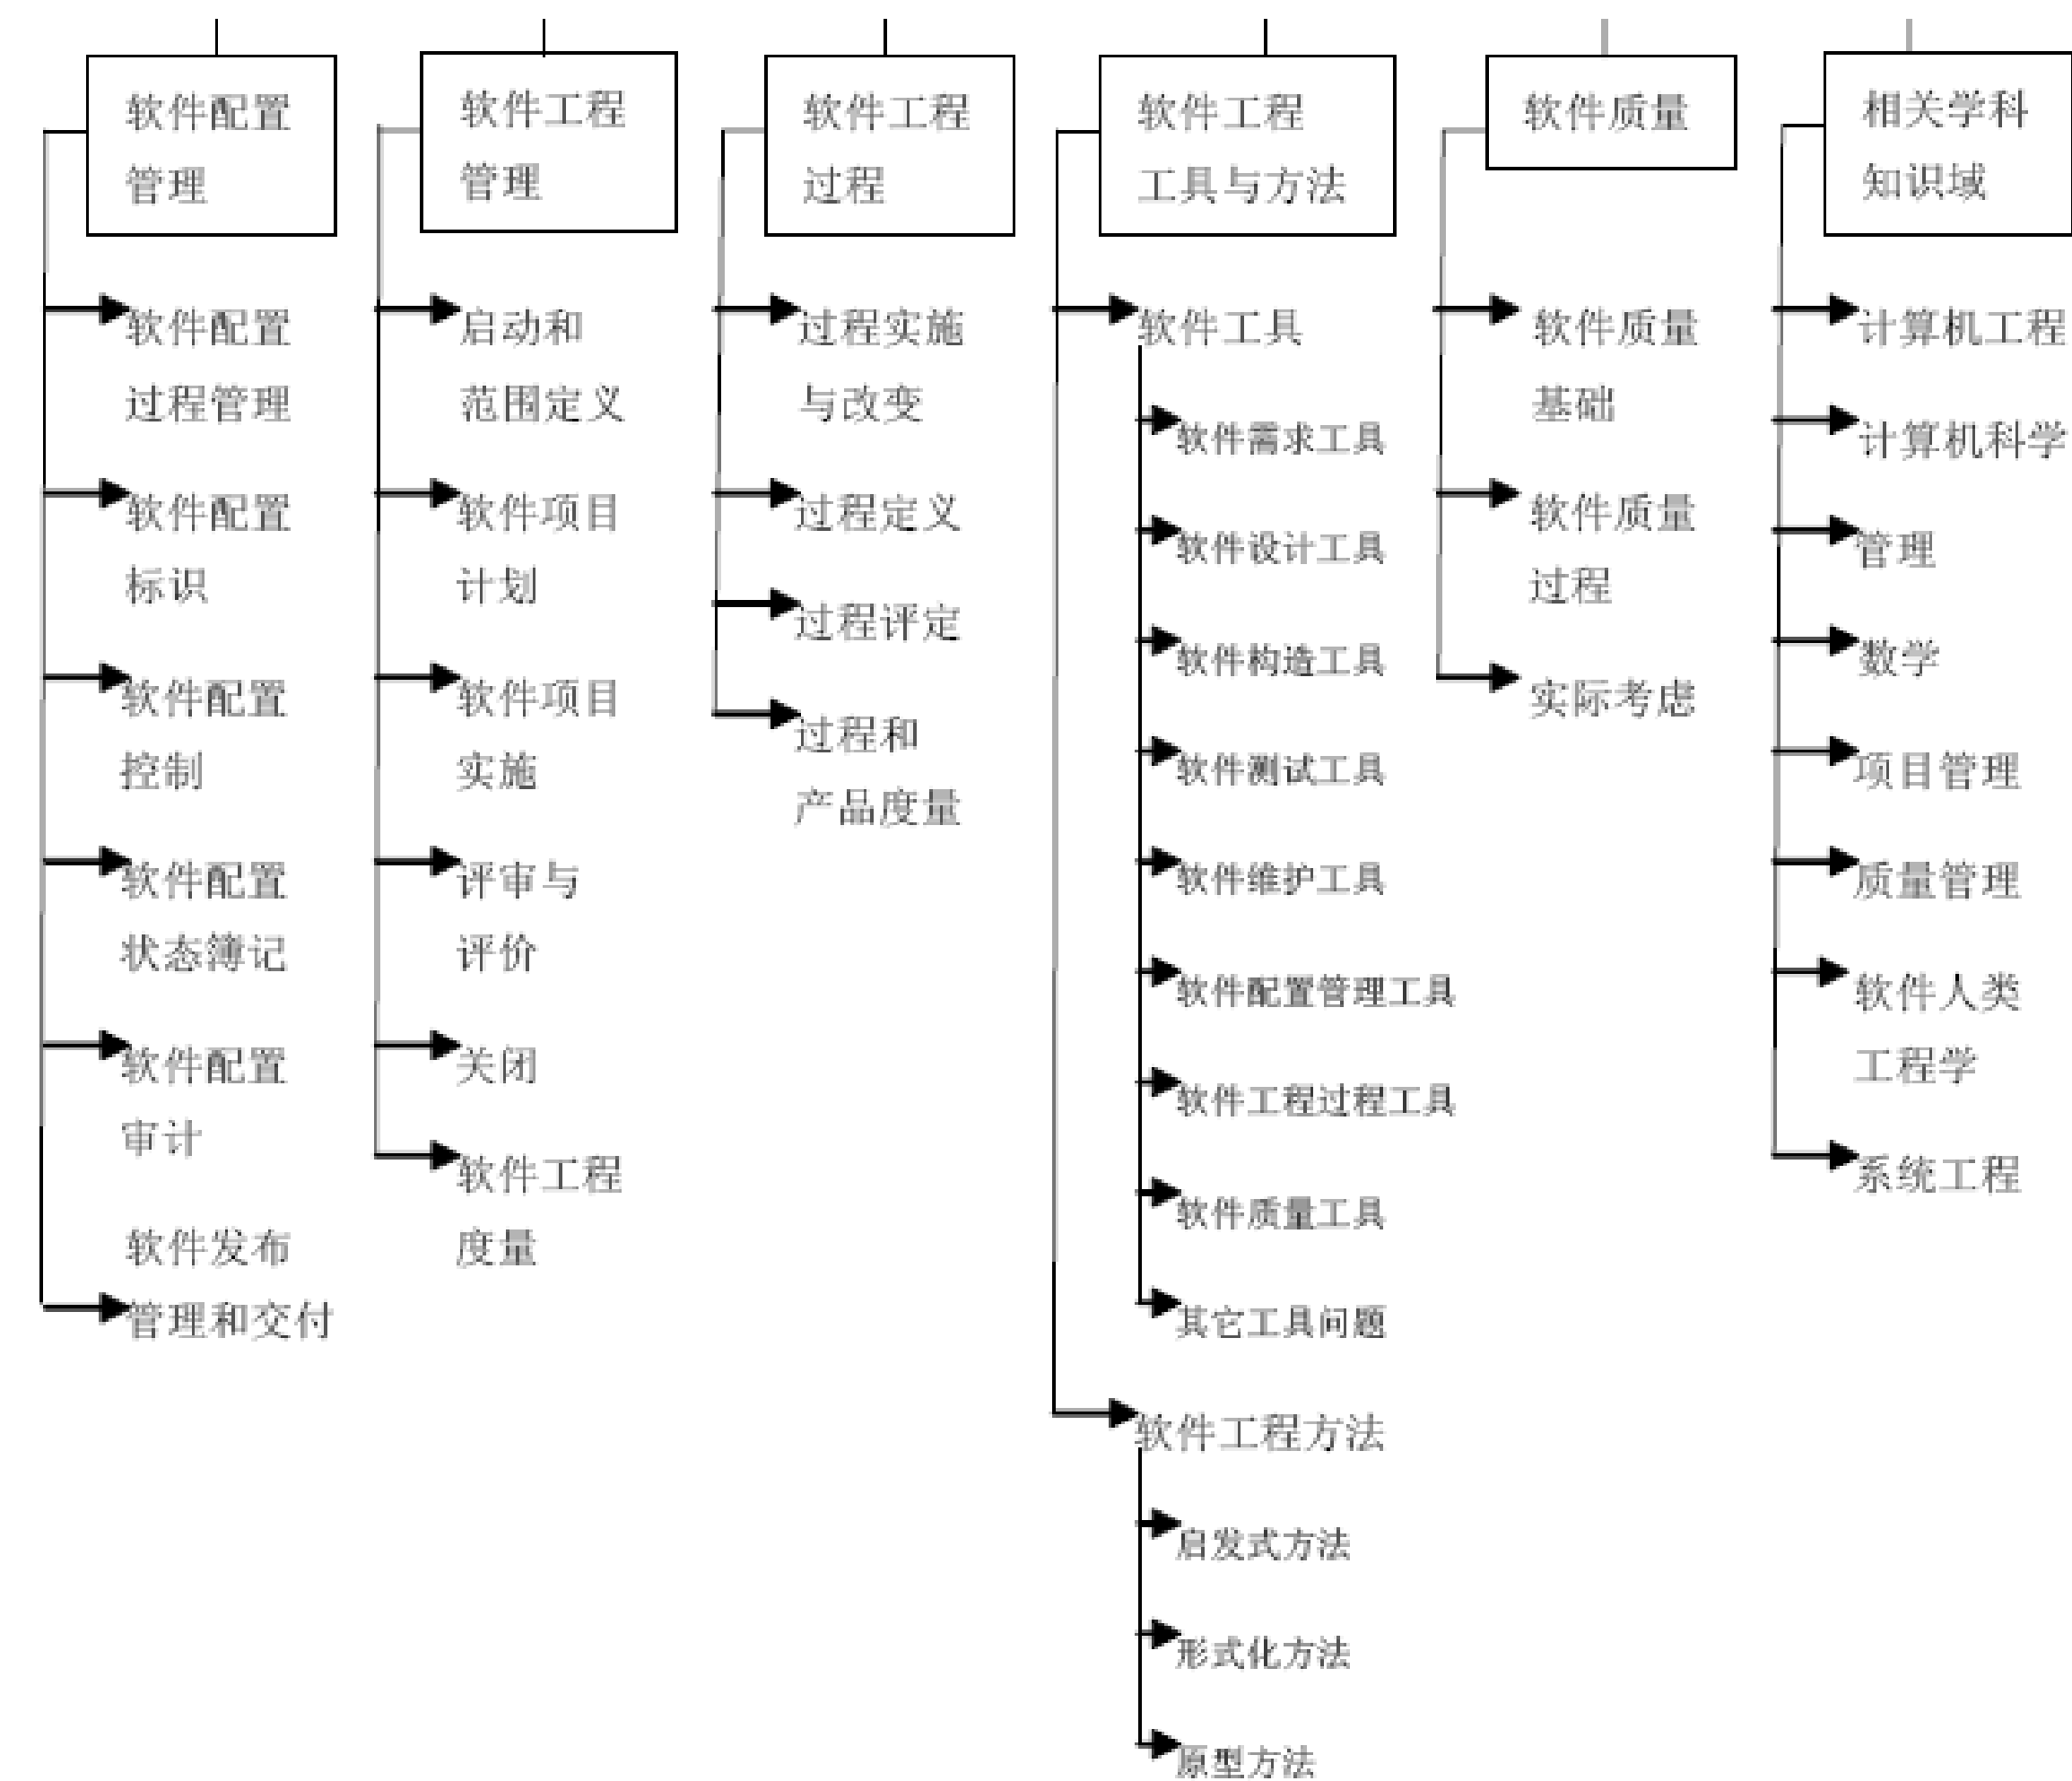 软件配置
管理
软件配置
过程管理
软件配置
标识
软件配置
控制
软件配置
状态簿记
软件配置
审计
软件发布
管理和交付
软件工程
管理
启动和
范围定义
软件项目
计划
软件项目
实施
评审与
评价
关闭
软件工程
度量
软件工程
过程
过程实施
与改变
过程定义
过程评定
过程和
产品度量
软件工程
工具与方法
软件工具
软件需求工具
软件设计工具
软件构造工具
软件测试工具
软件维护工具
软件配置管理工具
软件工程过程工具
软件质量工具
其它工具问题
软件工程方法
启发式方法
形式化方法
原型方法
软件质量
软件质量
基础
软件质量
过程
实际考虑
相关学科
知识域
计算机工程
计算机科学
管理
数学
项目管理
质量管理
软件人类
工程学
系统工程